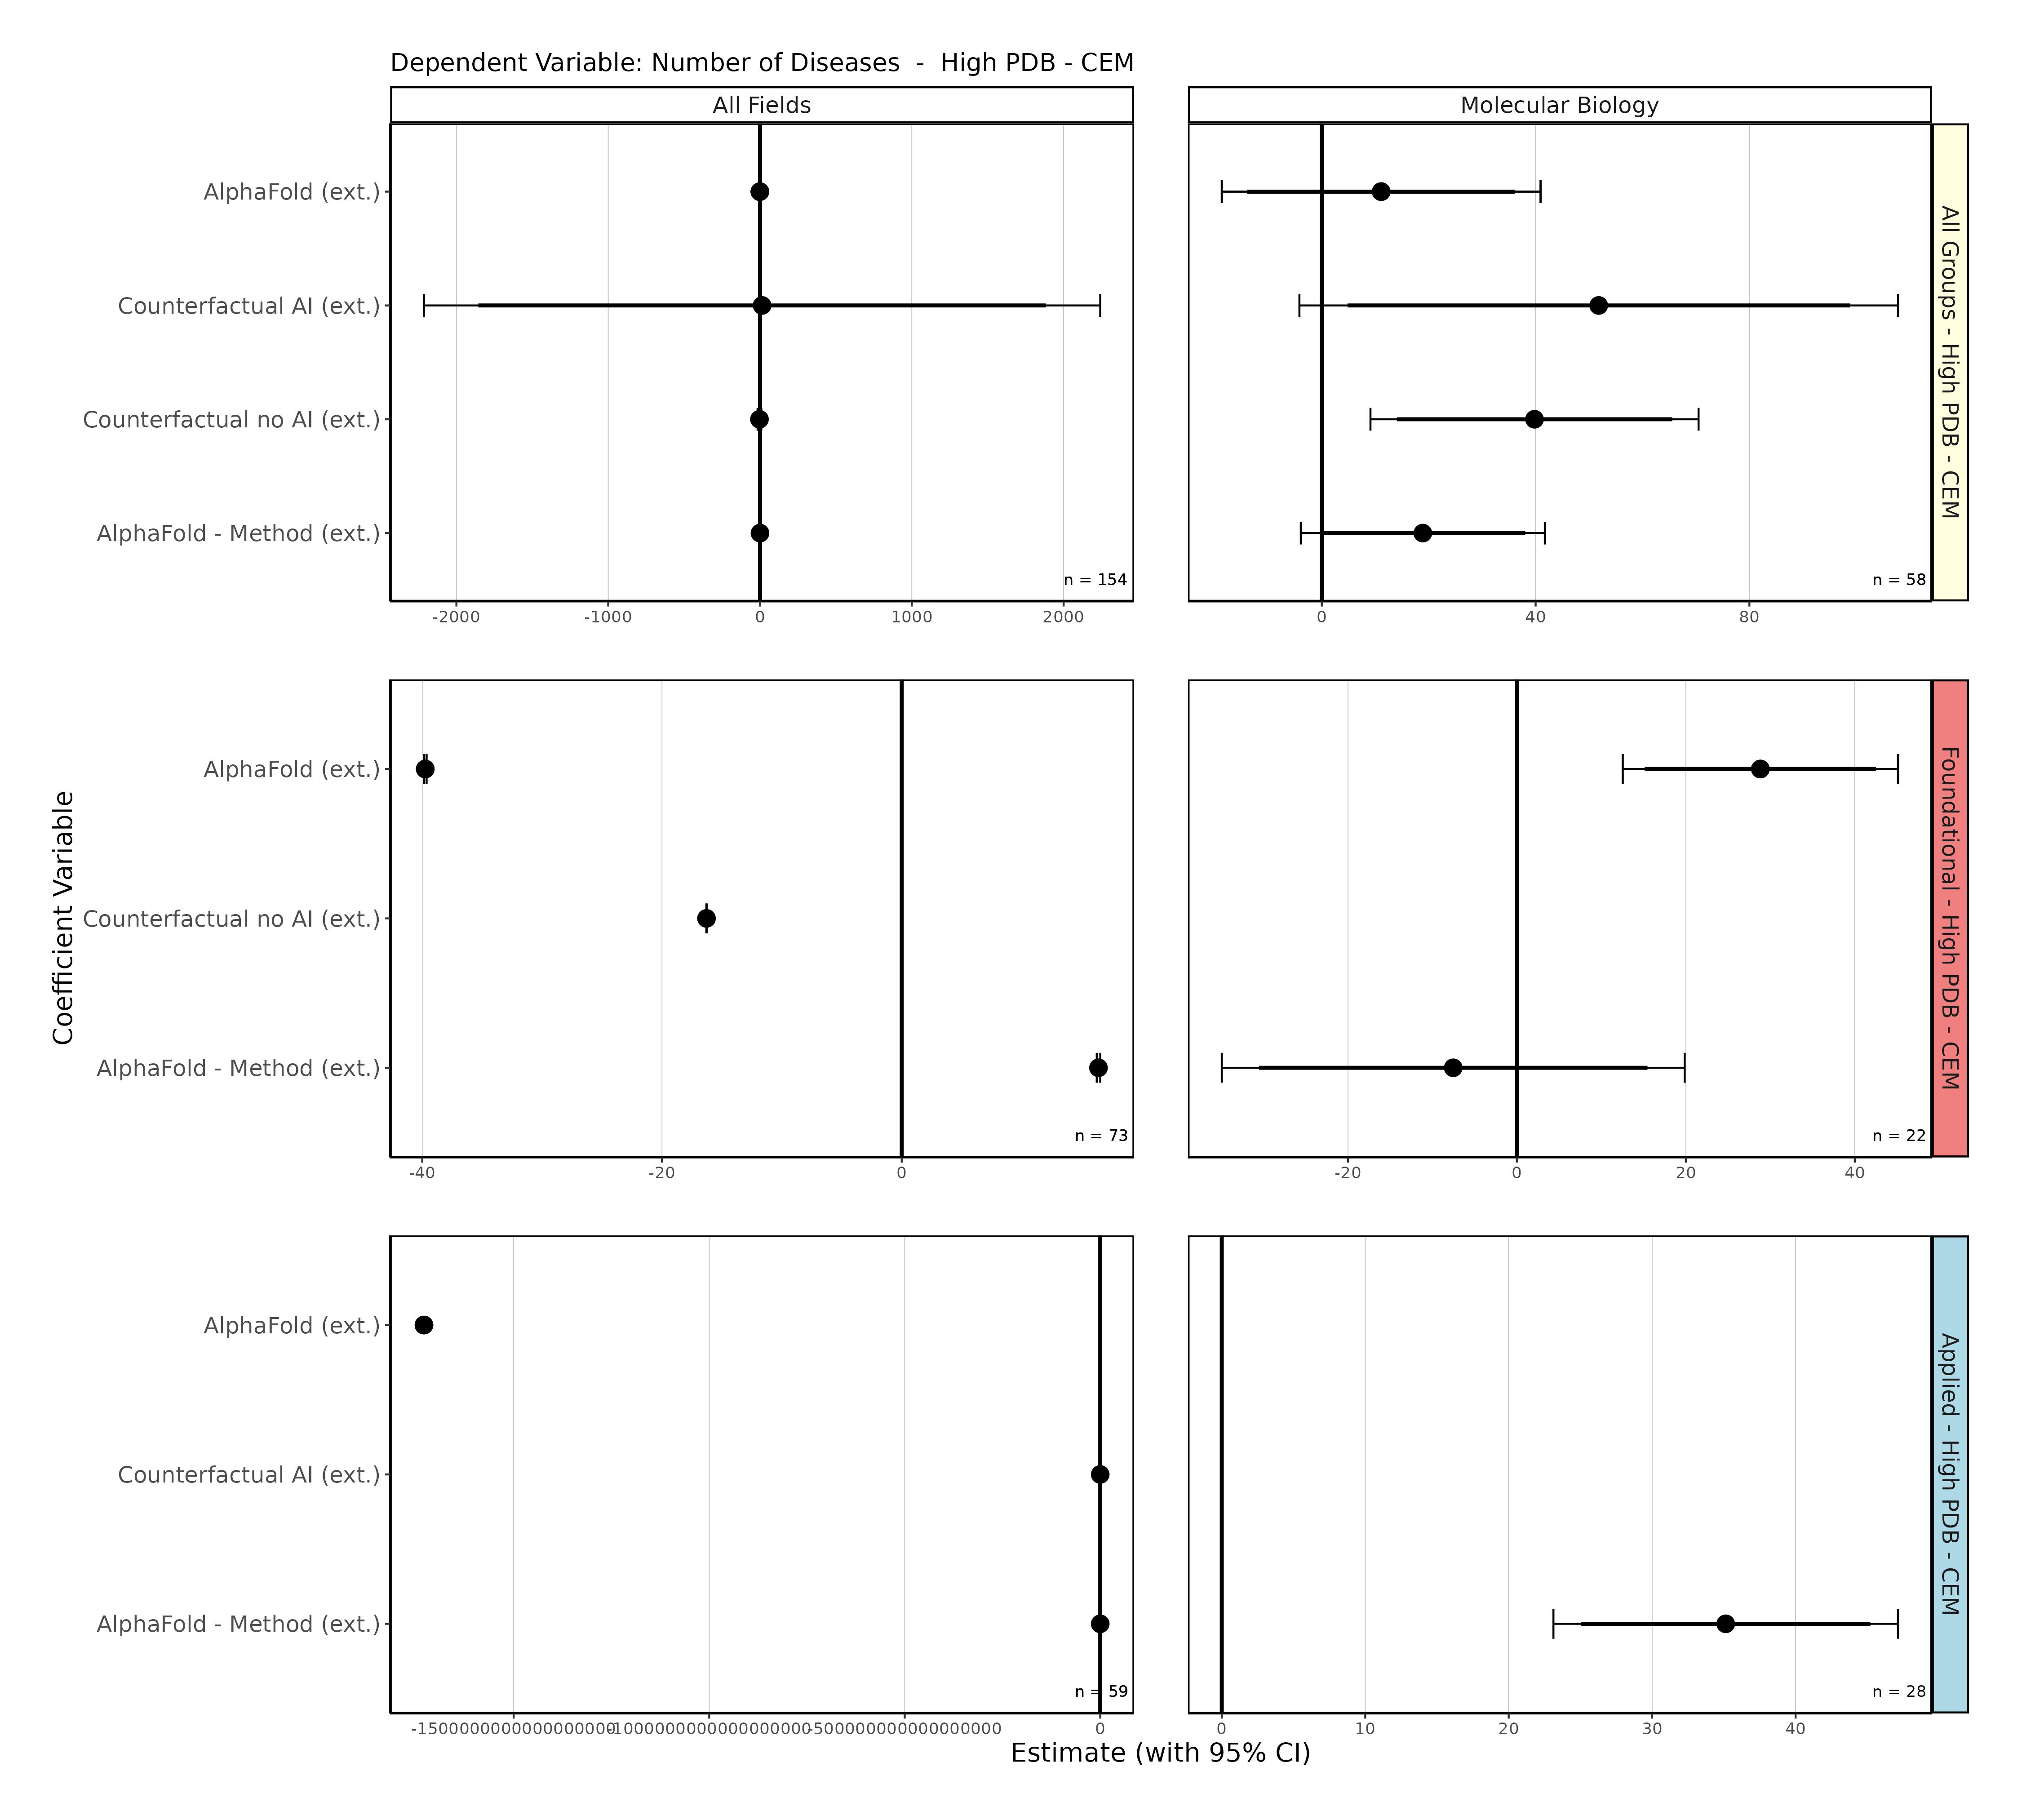 Dependent Variable: Number of Diseases  -  High PDB - CEM
All Fields
Molecular Biology
AlphaFold (ext.)
Counterfactual AI (ext.)
Counterfactual no AI (ext.)
AlphaFold - Method (ext.)
n = 154
n = 58
-2000 -1000 0 1000 2000
0 40 80
All Groups - High PDB - CEM
Coefficient Variable
AlphaFold (ext.)
Counterfactual no AI (ext.)
AlphaFold - Method (ext.)
n = 73
n = 22
-40 -20 0
-20 0 20 40
Foundational - High PDB - CEM
AlphaFold (ext.)
Counterfactual AI (ext.)
AlphaFold - Method (ext.)
n = 59
n = 28
0
0 10 20 30 40
Applied - High PDB - CEM
Estimate (with 95% CI)